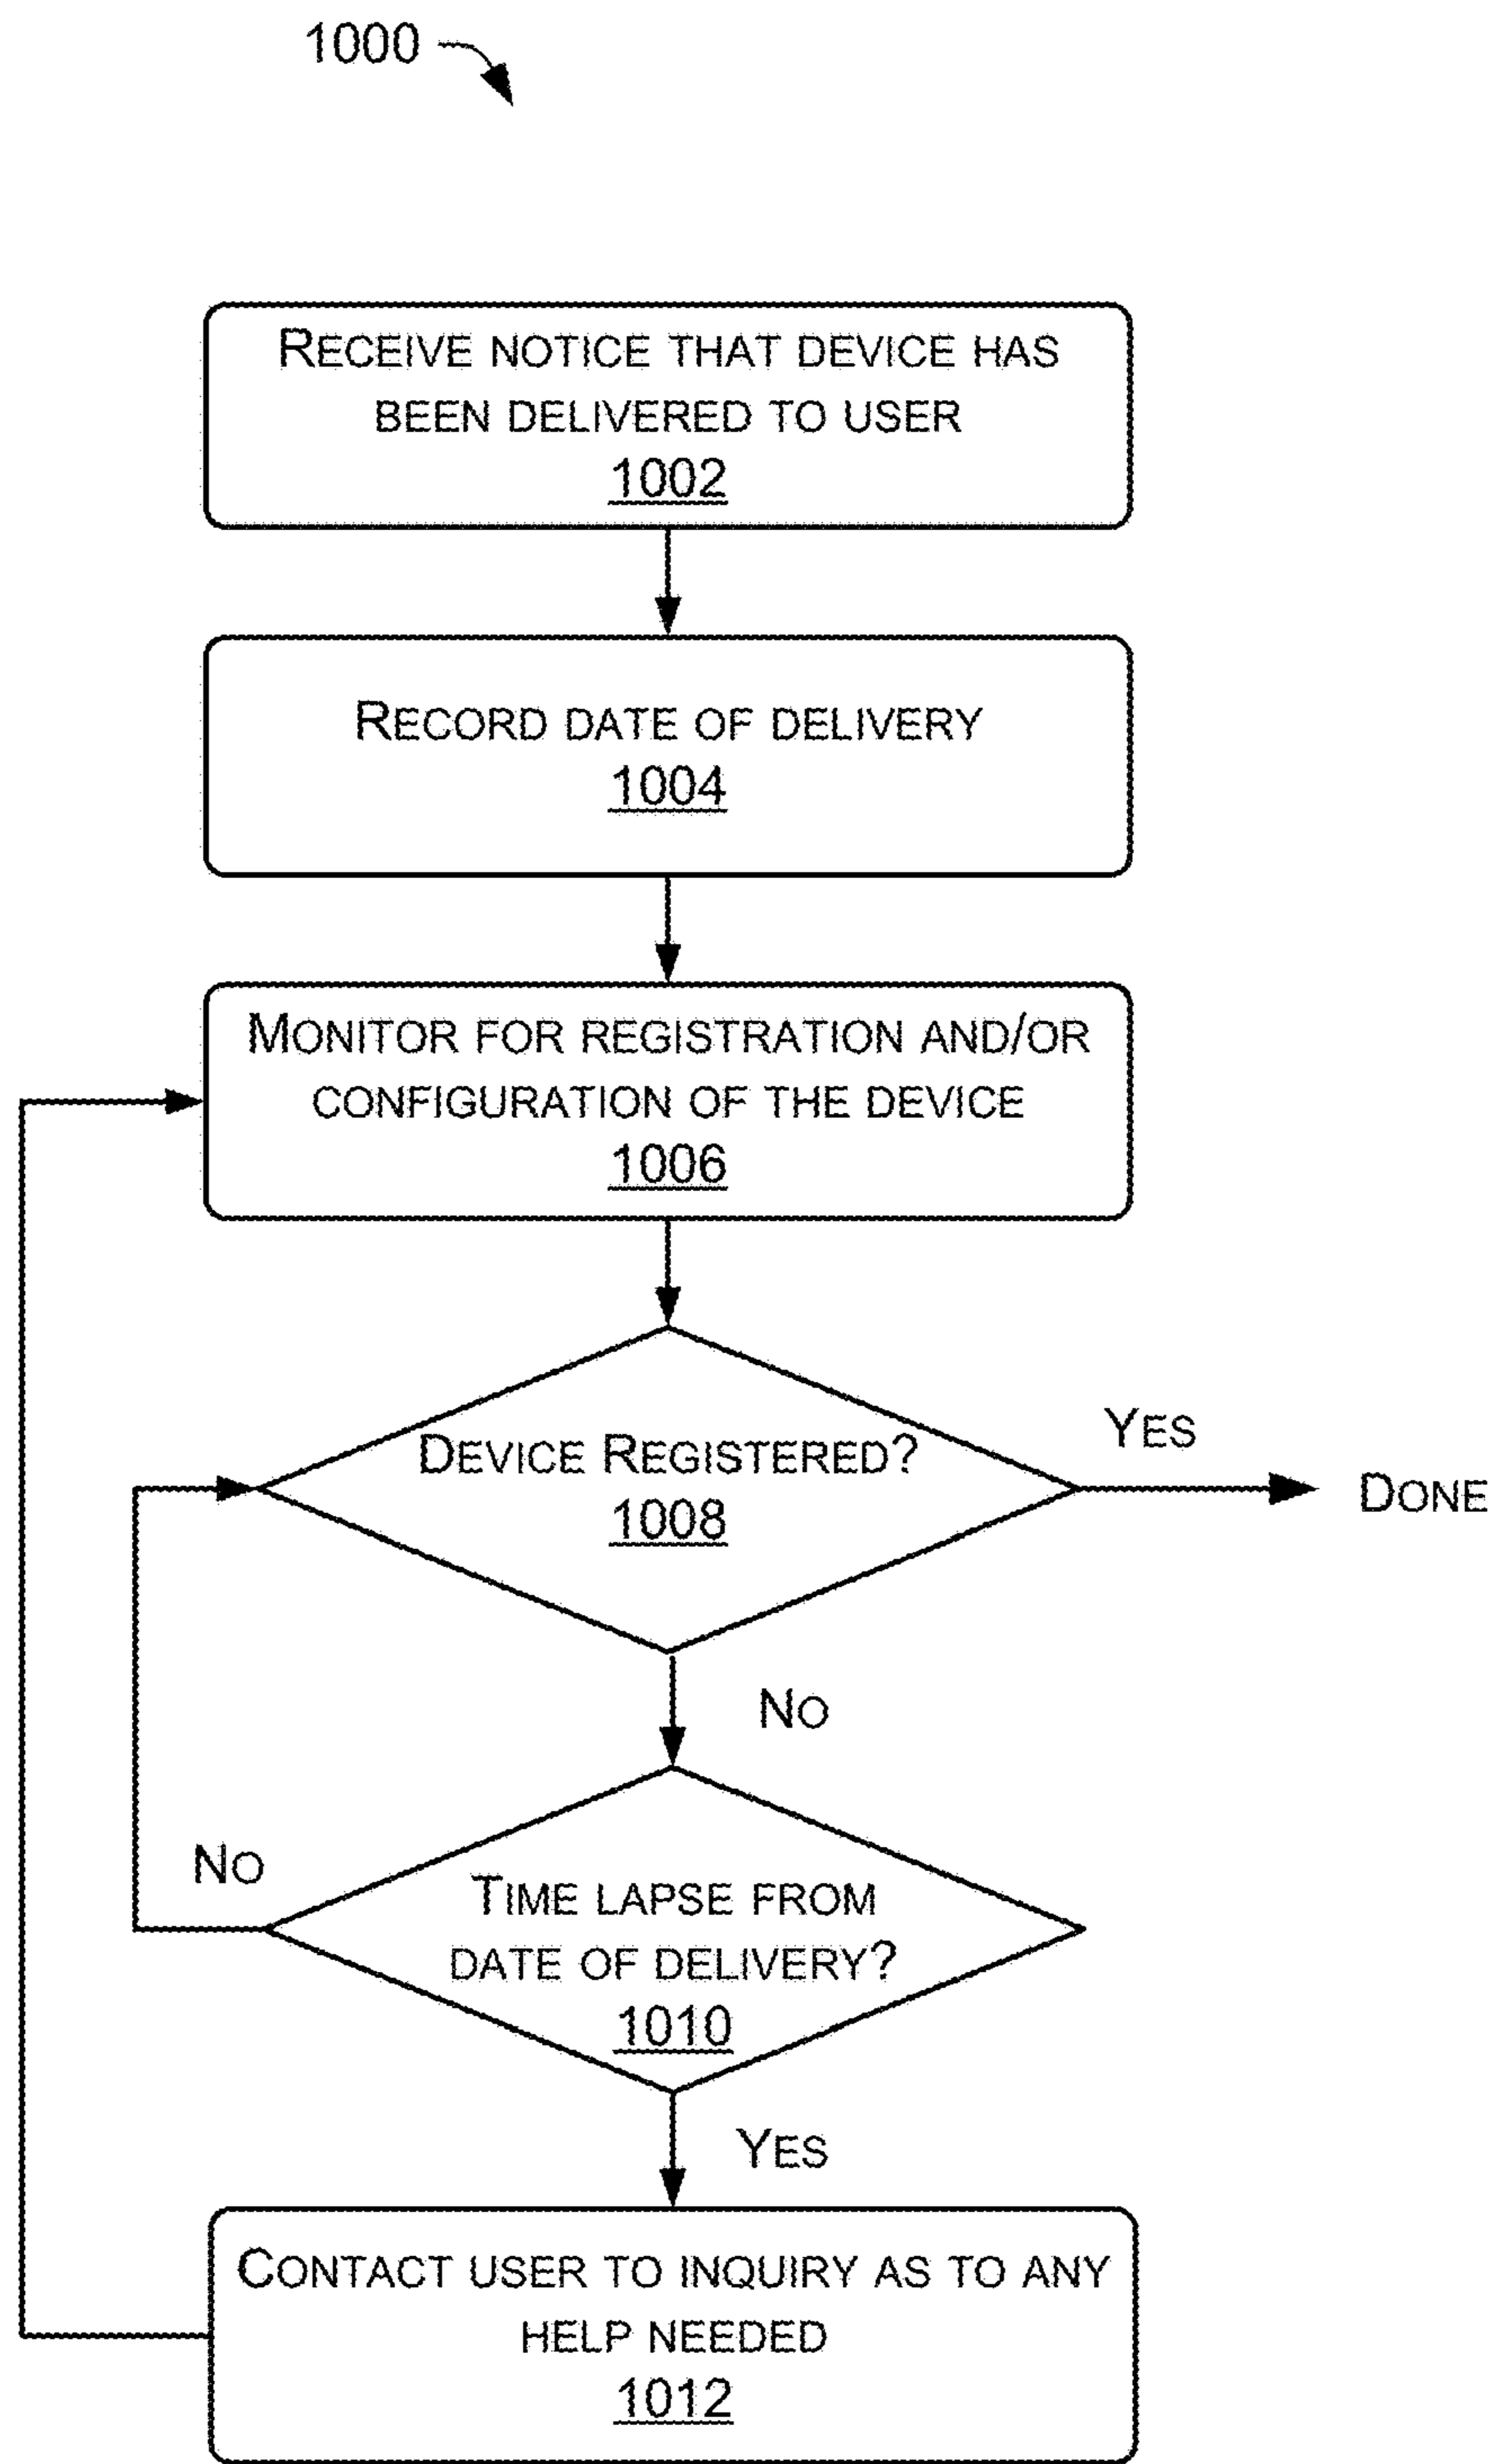 1000
RECEIVE NOTICE THAT DEVICE HAS
BEEN DELIVERED TO USER
1002
RECORD DATE OF DELIVERY
1004
MONITOR FOR REGISTRATION AND/OR
CONFIGURATION OF THE DEVICE
1006
DEVICE REGISTERED?
1008
YES
DONE
NO
TIME LAPSE FROM
DATE OF DELIVERY?
1010
NO
YES
CONTACT USER TO INQUIRY AS TO ANY
HELP NEEDED
1012